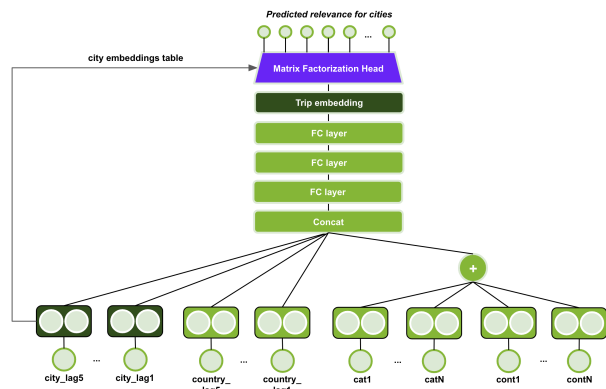 Predicted relevance for cities
...
city embeddings table
Matrix Factorization Head
Trip embedding
FC layer
FC layer
FC layer
Concat
+
city_lag5 ... city_lag1 country_ ... country_ cat1 ... catN cont1 ... contN